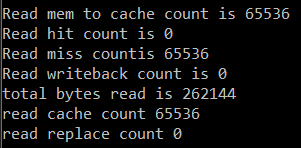 Read mem to cache count is 65536
Read hit count is 0
Read miss countis 65536
Read writeback count is 0
total bytes read is 262144
read cache count 65536
read replace count 0